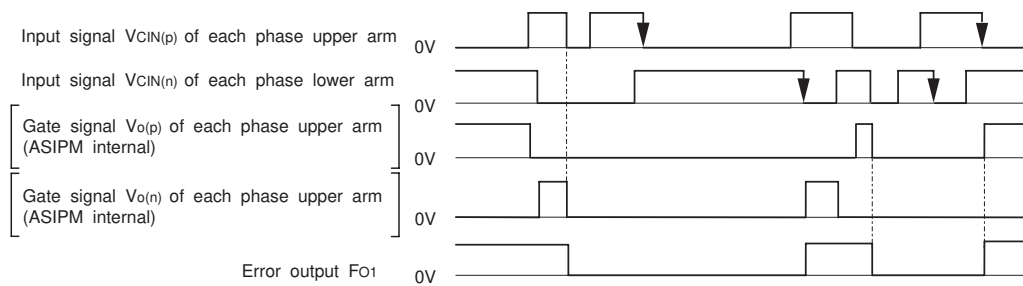 Input signal VCIN(p) of each phase upper arm 0V
Input signal VCIN(n) of each phase lower arm 0V
Gate signal Vo(p) of each phase upper arm
(ASIPM internal) 0V
Gate signal Vo(n) of each phase upper arm
(ASIPM internal) 0V
Error output FO1 0V